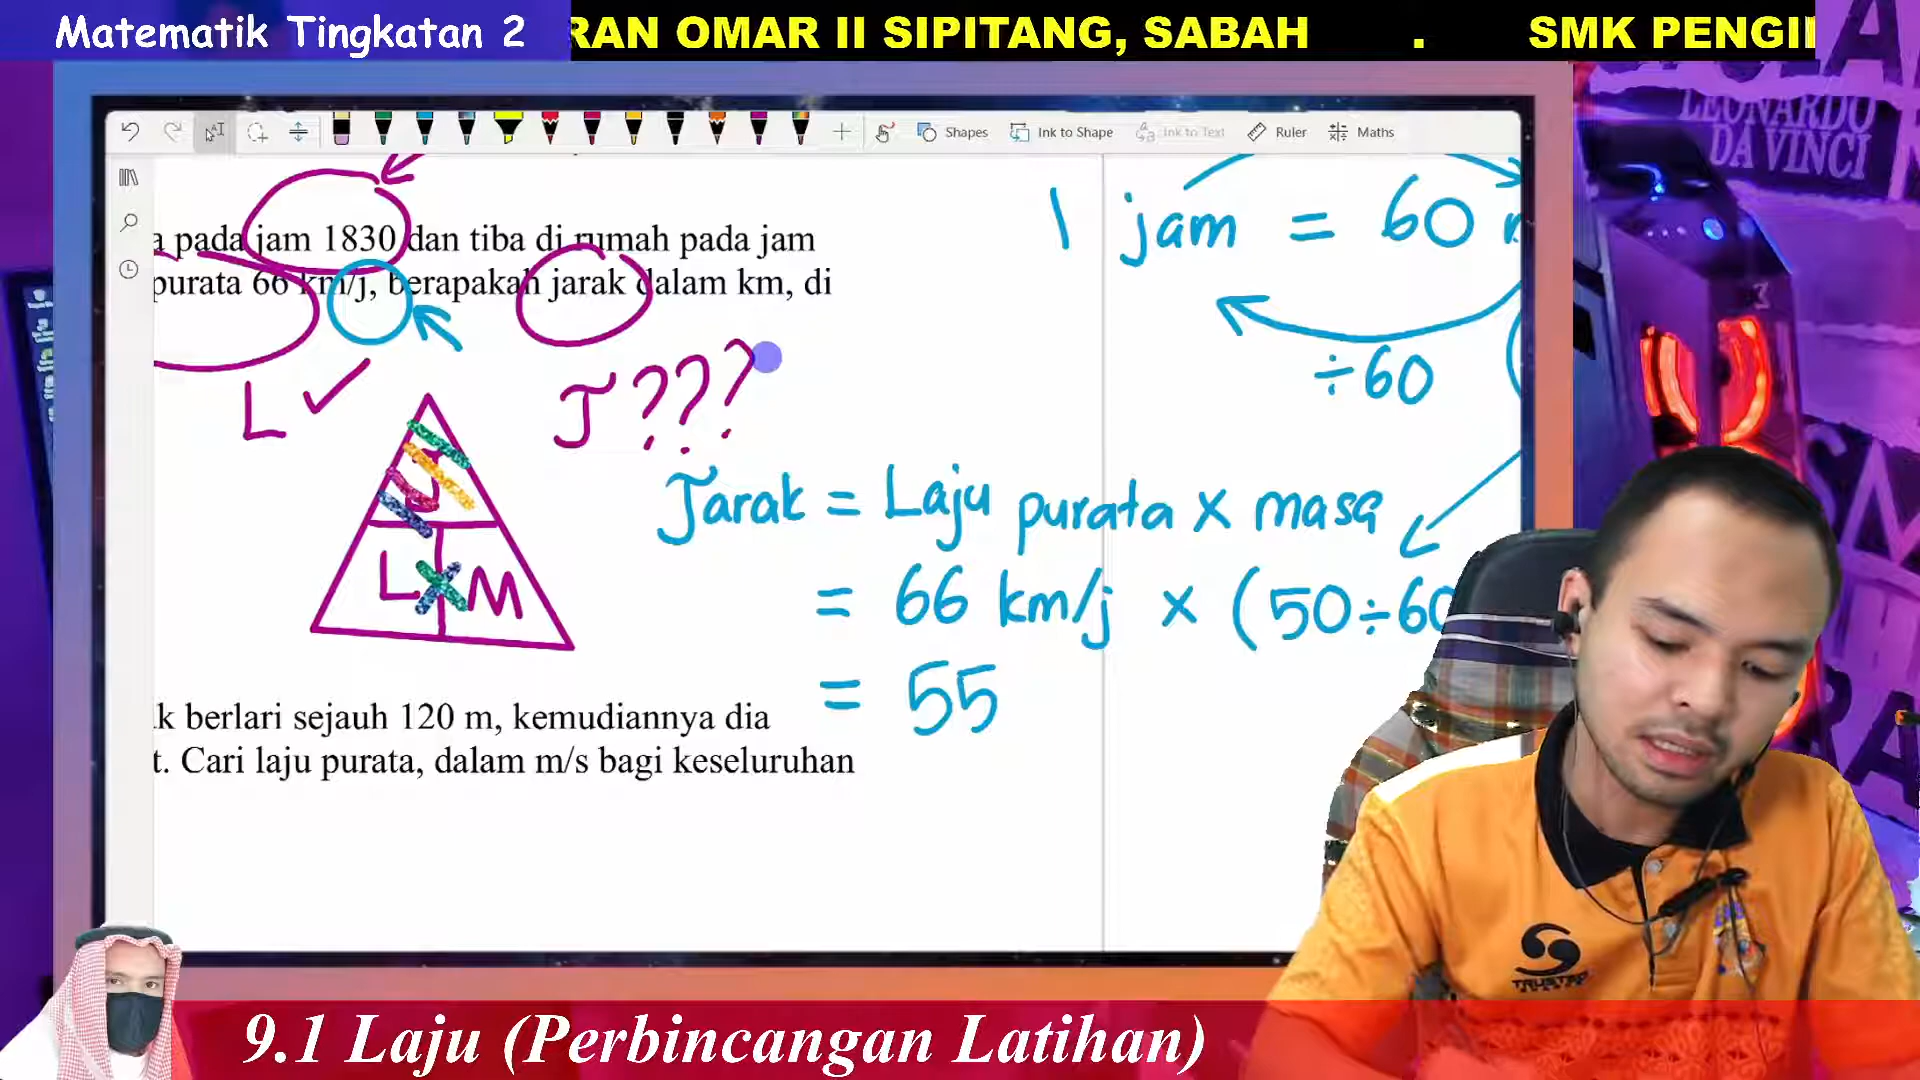 Matematik Tingkatan 2
RAN OMAR II SIPITANG, SABAH . SMK PENGI
LEONARDO
DA VINCI
Shapes Ink to Shape Ink to Text Ruler Maths
a pada jam 1830 dan tiba di rumah pada jam
purata 66 km/j, berapakah jarak dalam km, di
1 jam = 60
÷60
L ✓
J???
J
L × M
Jarak = Laju purata × masa
= 66 km/j × (50÷60
= 55
k berlari sejauh 120 m, kemudiannya dia
t. Cari laju purata, dalam m/s bagi keseluruhan
TRUSTED
9.1 Laju (Perbincangan Latihan)